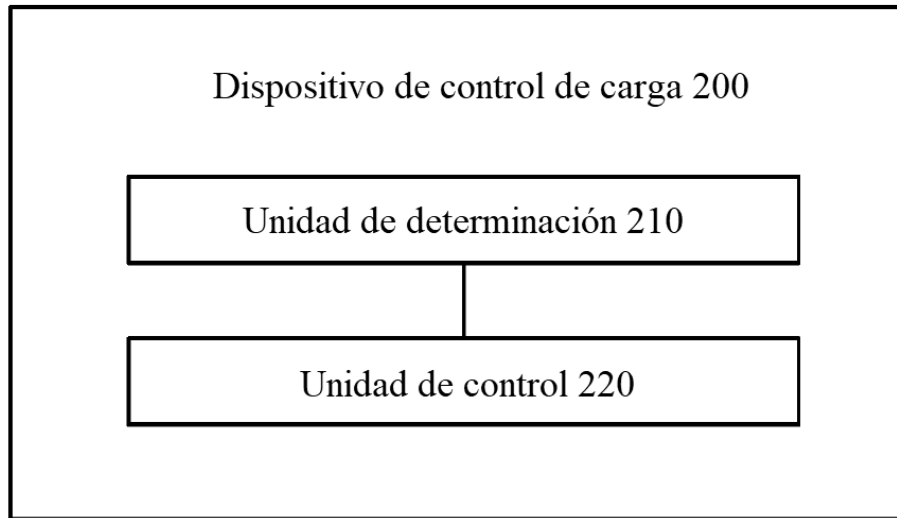 Dispositivo de control de carga 200
Unidad de determinación 210
Unidad de control 220